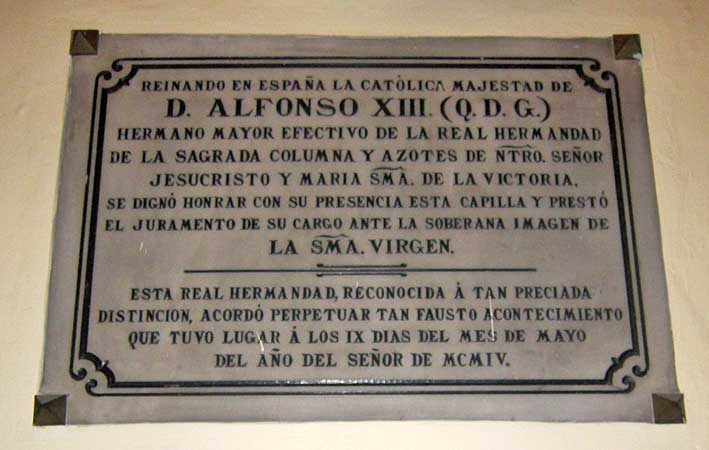 REINANDO EN ESPAÑA LA CATÓLICA MAJESTAD DE
D. ALFONSO XIII. (Q. D. G.)
HERMANO MAYOR EFECTIVO DE LA REAL HERMANDAD
DE LA SAGRADA COLUMNA Y AZOTES DE NTRO. SEÑOR
JESUCRISTO Y MARIA SMA. DE LA VICTORIA,
SE DIGNÓ HONRAR CON SU PRESENCIA ESTA CAPILLA Y PRESTÓ
EL JURAMENTO DE SU CARGO ANTE LA SOBERANA IMAGEN DE
LA SMA. VIRGEN.
ESTA REAL HERMANDAD, RECONOCIDA Á TAN PRECIADA
DISTINCION, ACORDÓ PERPETUAR TAN FAUSTO ACONTECIMIENTO
QUE TUVO LUGAR Á LOS IX DIAS DEL MES DE MAYO
DEL AÑO DEL SEÑOR DE MCMIV.